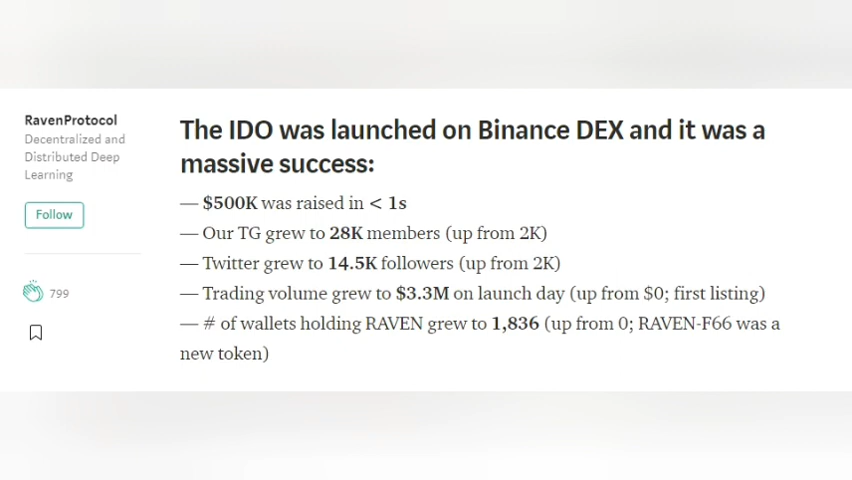 RavenProtocol
Decentralized and
Distributed Deep
Learning
Follow
799
The IDO was launched on Binance DEX and it was a
massive success:
— $500K was raised in < 1s
— Our TG grew to 28K members (up from 2K)
— Twitter grew to 14.5K followers (up from 2K)
— Trading volume grew to $3.3M on launch day (up from $0; first listing)
— # of wallets holding RAVEN grew to 1,836 (up from 0; RAVEN-F66 was a
new token)